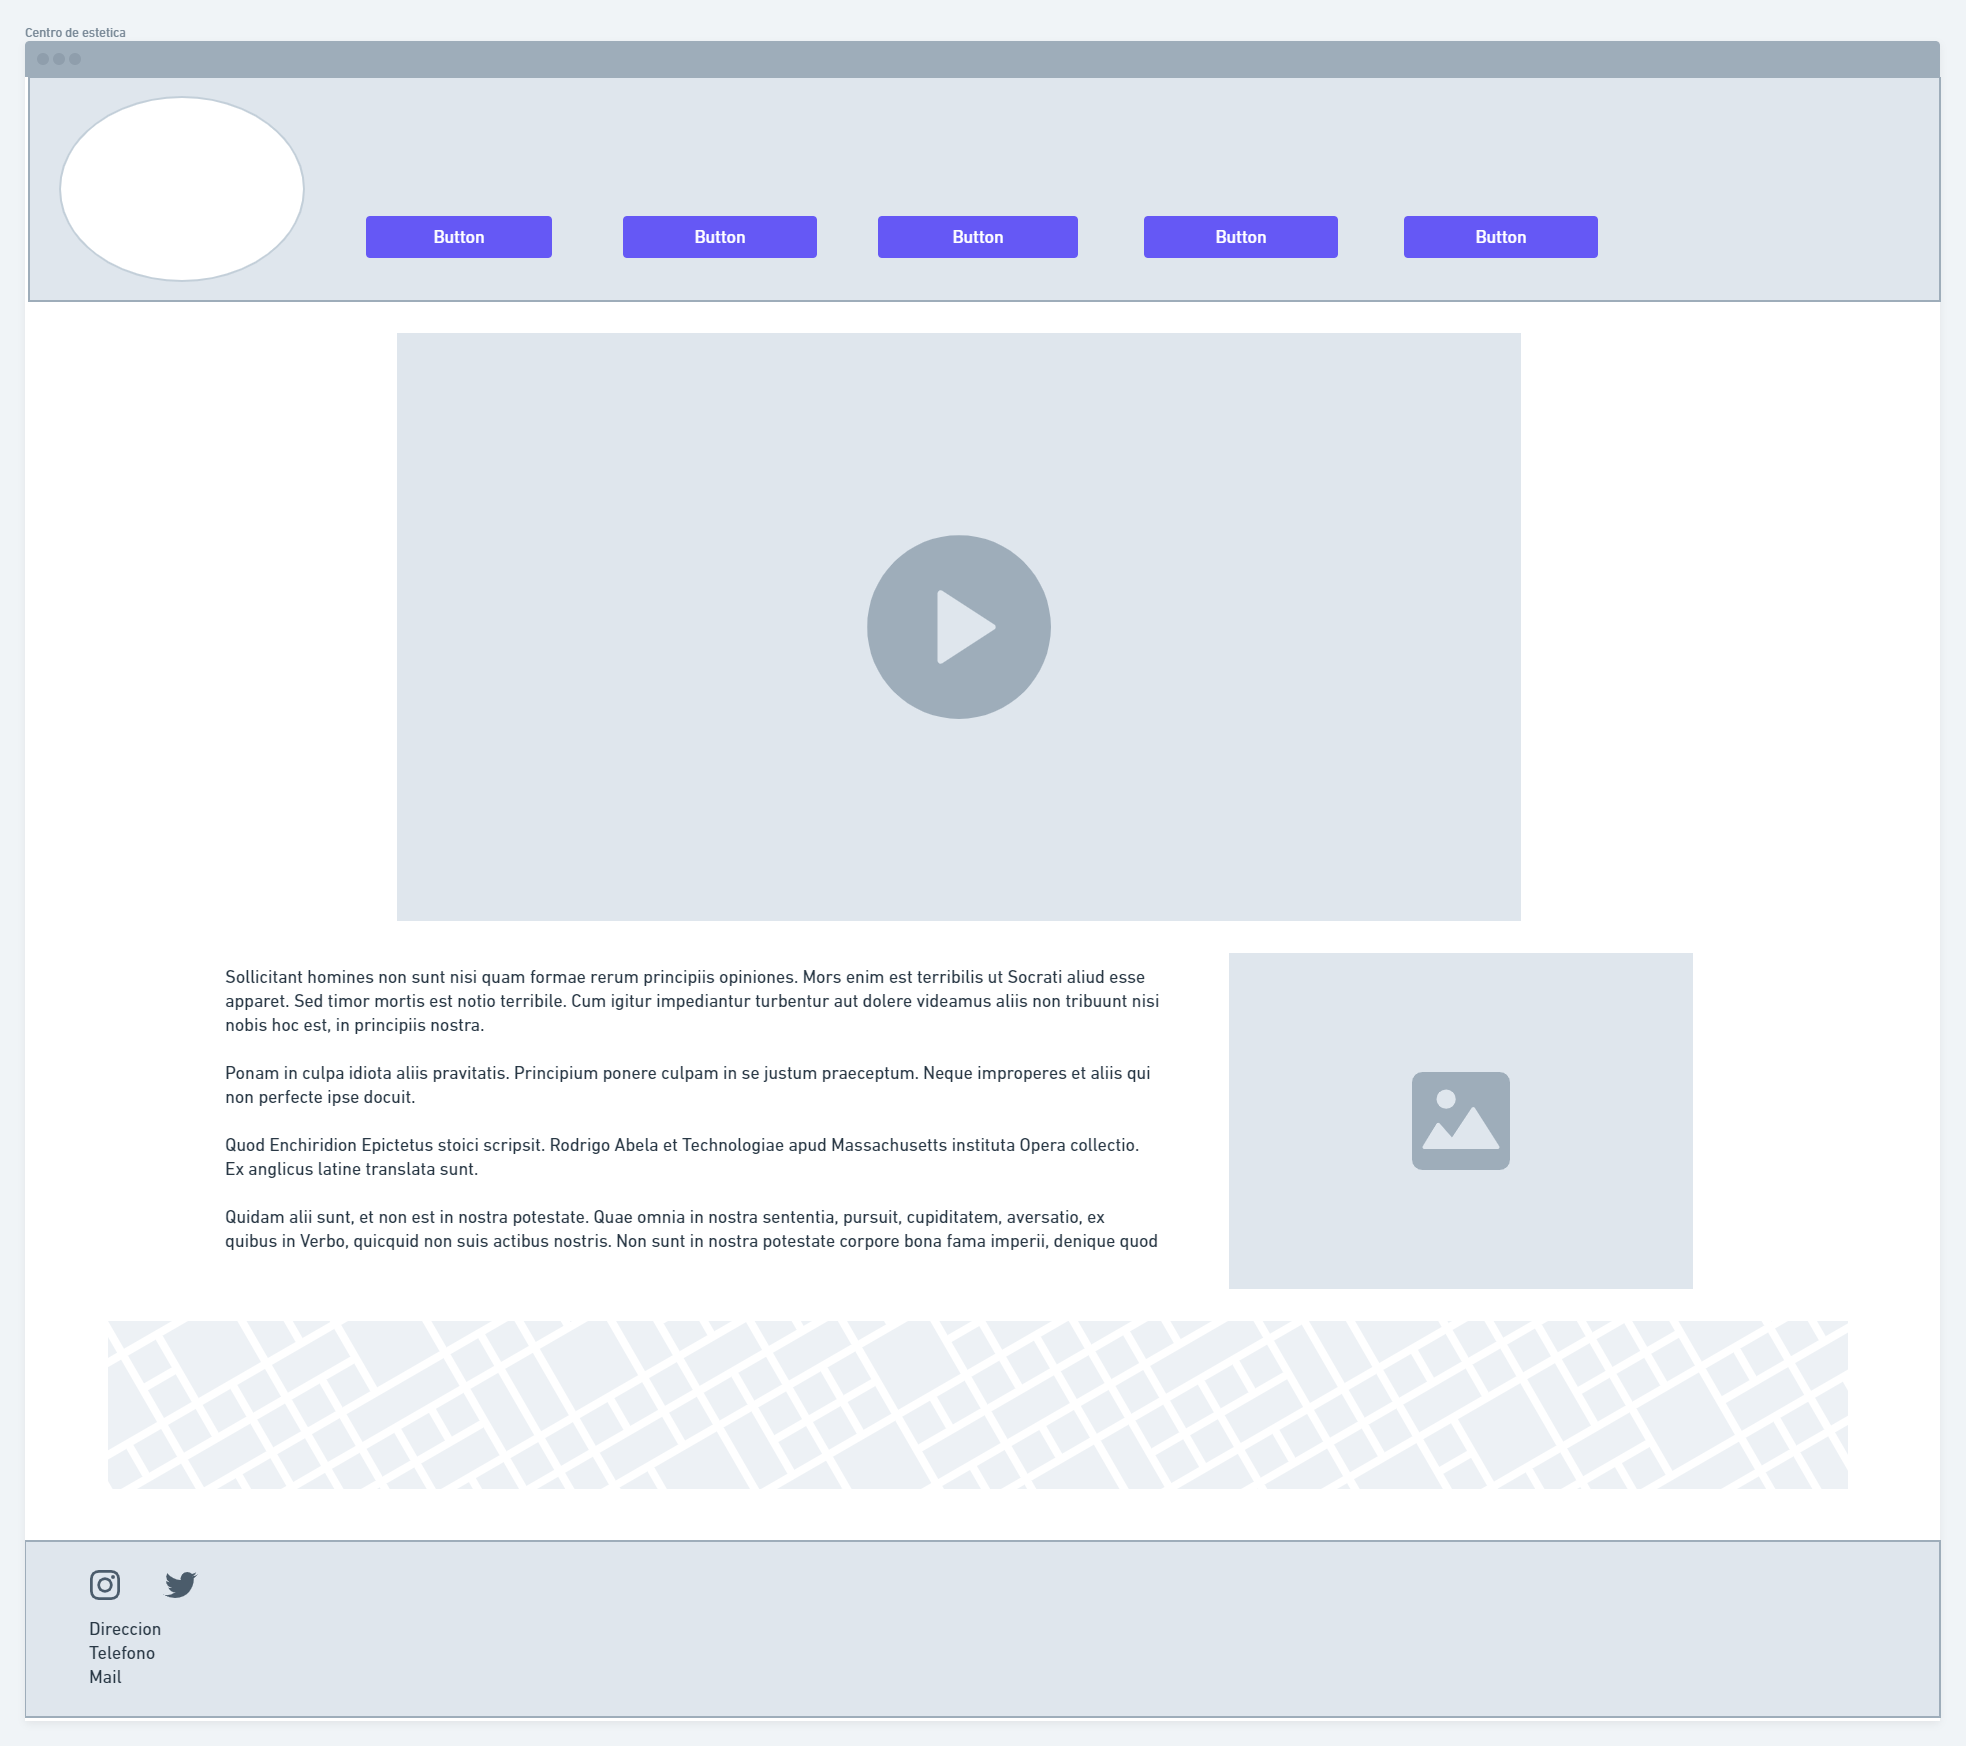 Centro de estetica
Button
Button
Button
Button
Button
Sollicitant homines non sunt nisi quam formae rerum principiis opiniones. Mors enim est terribilis ut Socrati aliud esse
apparet. Sed timor mortis est notio terribile. Cum igitur impediantur turbentur aut dolere videamus aliis non tribuunt nisi
nobis hoc est, in principiis nostra.
Ponam in culpa idiota aliis pravitatis. Principium ponere culpam in se justum praeceptum. Neque improperes et aliis qui
non perfecte ipse docuit.
Quod Enchiridion Epictetus stoici scripsit. Rodrigo Abela et Technologiae apud Massachusetts instituta Opera collectio.
Ex anglicus latine translata sunt.
Quidam alii sunt, et non est in nostra potestate. Quae omnia in nostra sententia, pursuit, cupiditatem, aversatio, ex
quibus in Verbo, quicquid non suis actibus nostris. Non sunt in nostra potestate corpore bona fama imperii, denique quod
Direccion
Telefono
Mail